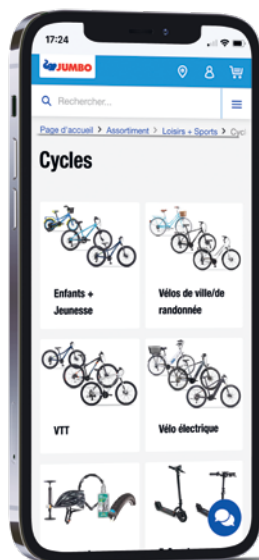 17:24
JUMBO
Rechercher...
Page d'accueil > Assortiment > Loisirs + Sports > Cycl
Cycles
Enfants +
Jeunesse
Vélos de ville/de
randonnée
VTT
Vélo électrique